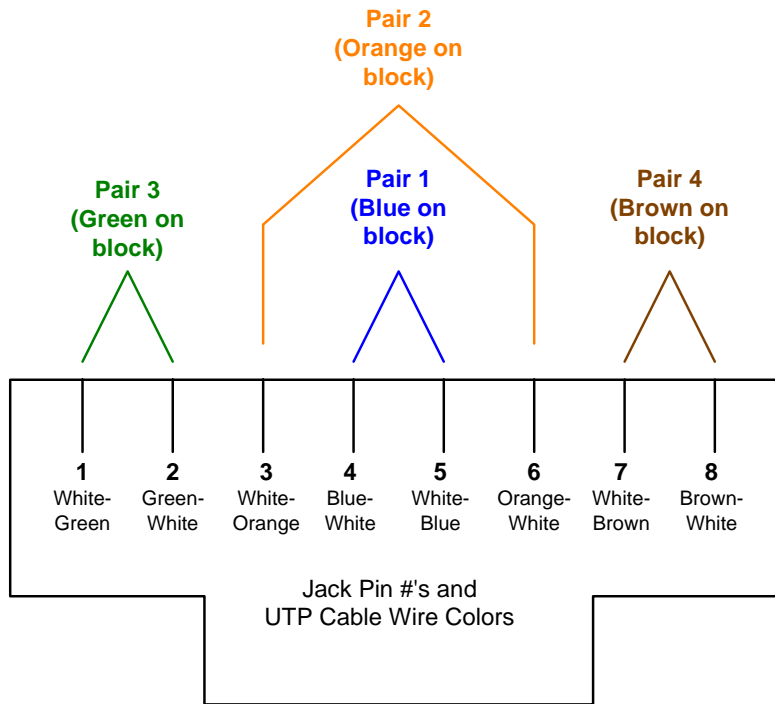 Pair 2
(Orange on
block)
Pair 3
(Green on
block)
Pair 1
(Blue on
block)
Pair 4
(Brown on
block)
1
White-
Green
2
Green-
White
3
White-
Orange
4
Blue-
White
5
White-
Blue
6
Orange-
White
7
White-
Brown
8
Brown-
White
Jack Pin #'s and
UTP Cable Wire Colors